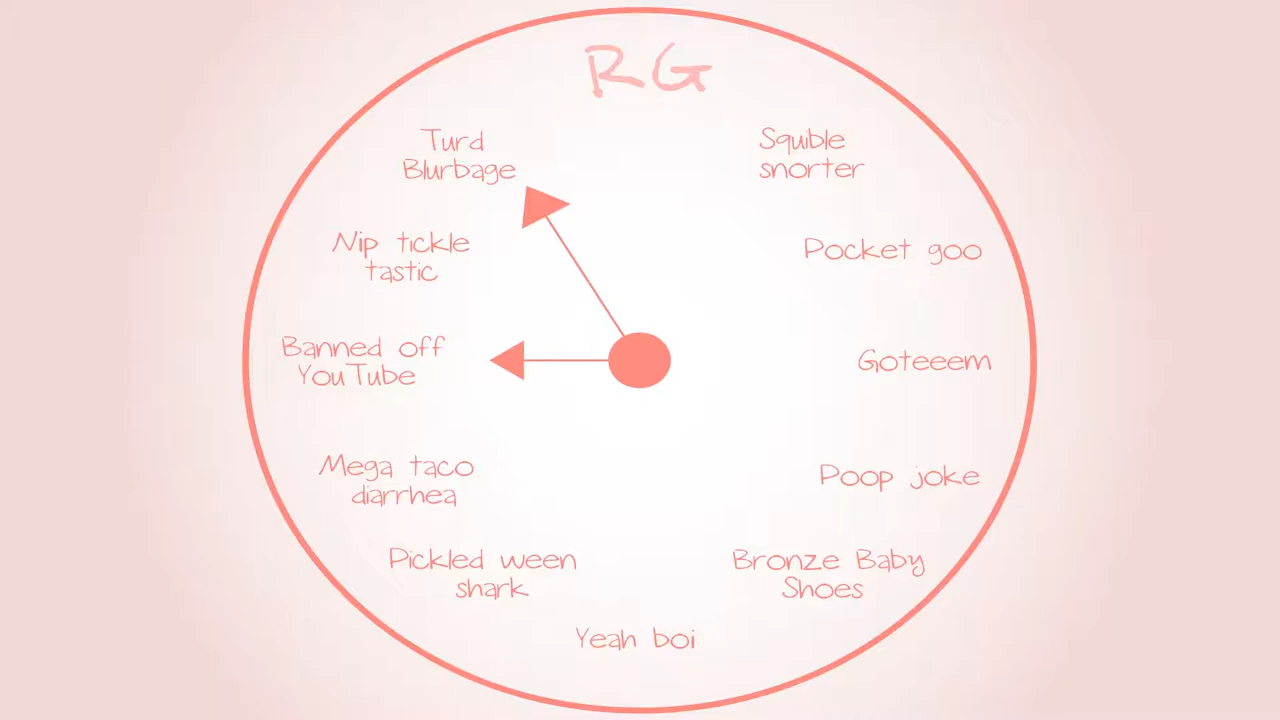 RG
Turd
Blurbage
Squible
snorter
Nip tickle
tastic
Pocket goo
Banned off
YouTube
Goteeem
Mega taco
diarrhea
Poop joke
Pickled ween
shark
Bronze Baby
Shoes
Yeah boi